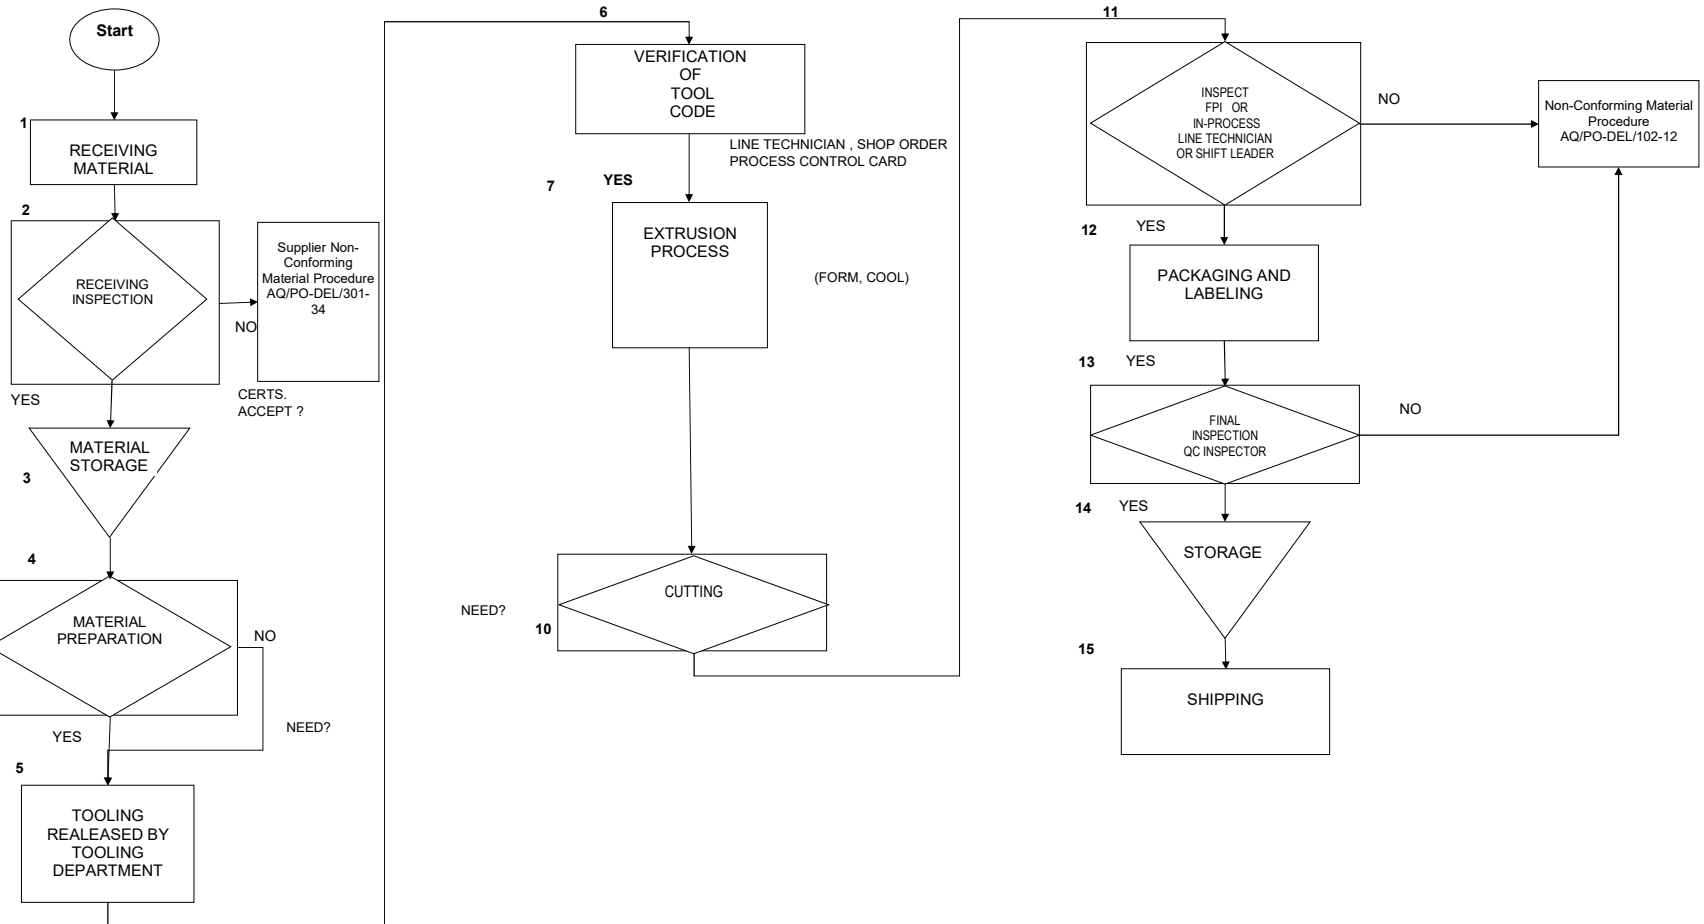 Start
1
RECEIVING
MATERIAL
2
RECEIVING
INSPECTION
Supplier Non-
Conforming
Material Procedure
AQ/PO-DEL/301-
34
NO
YES
CERTS.
ACCEPT ?
MATERIAL
STORAGE
3
4
MATERIAL
PREPARATION
NO
NEED?
YES
5
TOOLING
REALEASED BY
TOOLING
DEPARTMENT
6
VERIFICATION
OF
TOOL
CODE
LINE TECHNICIAN , SHOP ORDER
PROCESS CONTROL CARD
7
YES
EXTRUSION
PROCESS
(FORM, COOL)
CUTTING
NEED?
10
11
INSPECT
FPI OR
IN-PROCESS
LINE TECHNICIAN
OR SHIFT LEADER
NO
Non-Conforming Material
Procedure
AQ/PO-DEL/102-12
12
YES
PACKAGING AND
LABELING
13
YES
FINAL
INSPECTION
QC INSPECTOR
NO
14
YES
STORAGE
15
SHIPPING